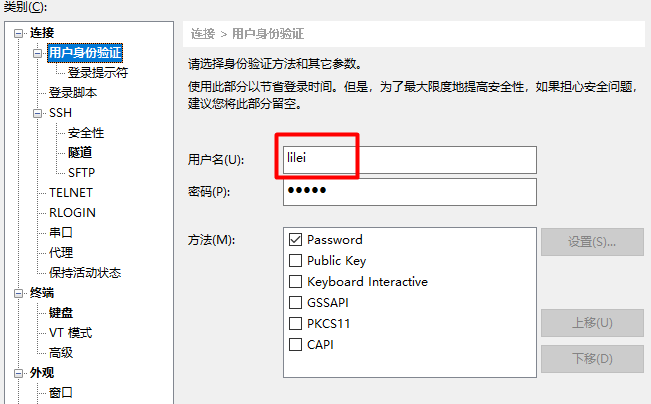 类别(C):
连接
用户身份验证
登录提示符
登录脚本
SSH
安全性
隧道
SFTP
TELNET
RLOGIN
串口
代理
保持活动状态
终端
键盘
VT 模式
高级
外观
窗口
连接 > 用户身份验证
请选择身份验证方法和其它参数。
使用此部分以节省登录时间。但是，为了最大限度地提高安全性，如果担心安全问题，
建议您将此部分留空。
用户名(U):
lilei
密码(P):
●●●●●
方法(M):
Password
Public Key
Keyboard Interactive
GSSAPI
PKCS11
CAPI
设置(S)...
上移(U)
下移(D)